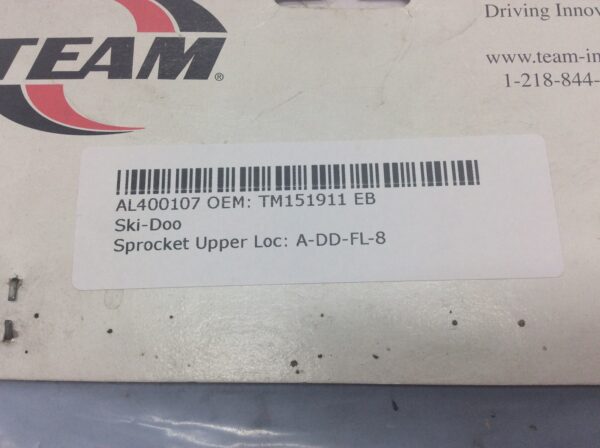 TEAM®
Driving Innov
www.team-in
1-218-844-
AL400107 OEM: TM151911 EB
Ski-Doo
Sprocket Upper Loc: A-DD-FL-8